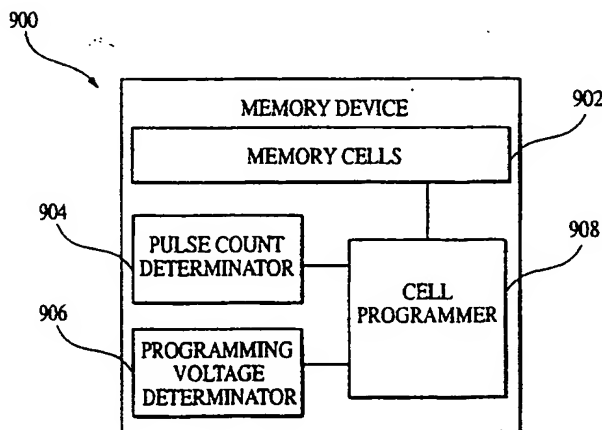 900
MEMORY DEVICE
902
MEMORY CELLS
904
PULSE COUNT
DETERMINATOR
908
CELL
PROGRAMMER
906
PROGRAMMING
VOLTAGE
DETERMINATOR